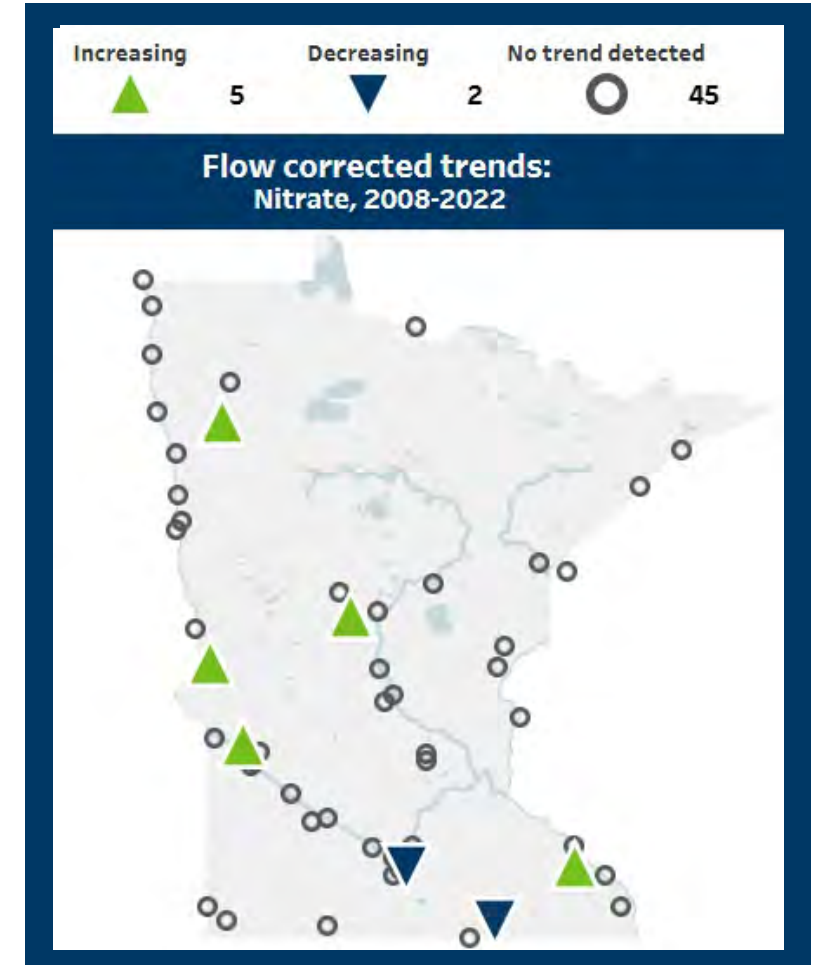 Increasing Decreasing No trend detected
5 2 45
Flow corrected trends:
Nitrate, 2008-2022